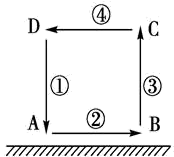 D ④ C
① ③
A ② B